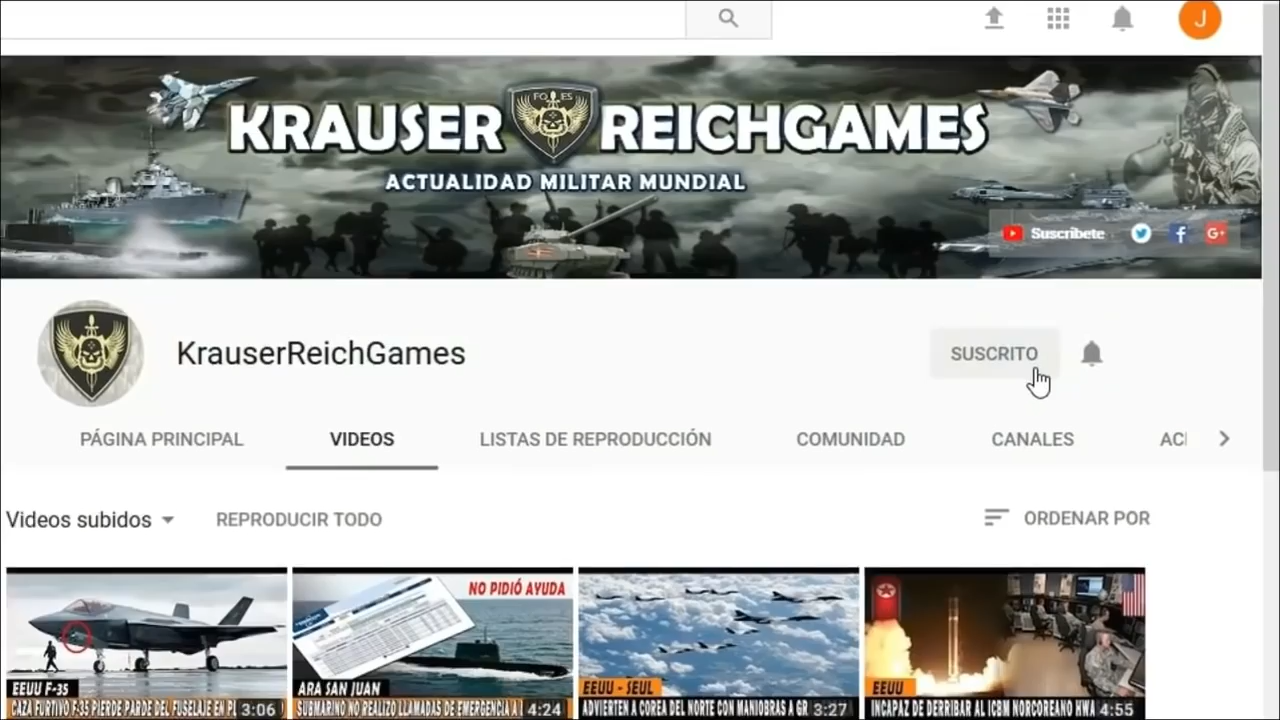 J
FQ ES
KRAUSER REICHGAMES
ACTUALIDAD MILITAR MUNDIAL
Suscribete
G+
KrauserReichGames
SUSCRITO
PÁGINA PRINCIPAL
VIDEOS
LISTAS DE REPRODUCCIÓN
COMUNIDAD
CANALES
Videos subidos
REPRODUCIR TODO
ORDENAR POR
EEUU F-35
CAZA FURTIVO F-35 PIERDE PARDE DEL FUSELAJE EN
3:06
NO PIDIÓ AYUDA
ARA SAN JUAN
SUBMARINO NO REALIZO LLAMADAS DE EMERGENCIA A
4:24
EEUU - SEUL
ADVIERTEN A COREA DEL NORTE CON MANIOBRAS A
3:27
EEUU
INCAPAZ DE DERRIBAR AL ICBM NORCOREANO
4:55